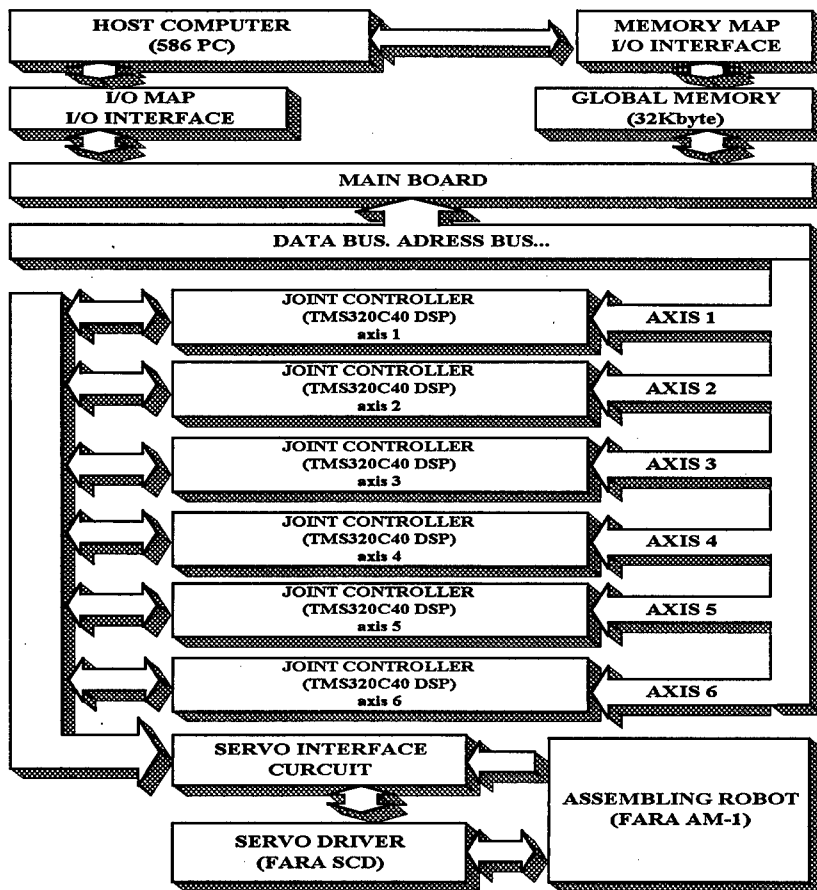 HOST COMPUTER
(586 PC)
MEMORY MAP
I/O INTERFACE
I/O MAP
I/O INTERFACE
GLOBAL MEMORY
(32Kbyte)
MAIN BOARD
DATA BUS. ADRESS BUS...
JOINT CONTROLLER
(TMS320C40 DSP)
axis 1
AXIS 1
JOINT CONTROLLER
(TMS320C40 DSP)
axis 2
AXIS 2
JOINT CONTROLLER
(TMS320C40 DSP)
axis 3
AXIS 3
JOINT CONTROLLER
(TMS320C40 DSP)
axis 4
AXIS 4
JOINT CONTROLLER
(TMS320C40 DSP)
axis 5
AXIS 5
JOINT CONTROLLER
(TMS320C40 DSP)
axis 6
AXIS 6
SERVO INTERFACE
CURCUIT
ASSEMBLING ROBOT
(FARA AM-1)
SERVO DRIVER
(FARA SCD)